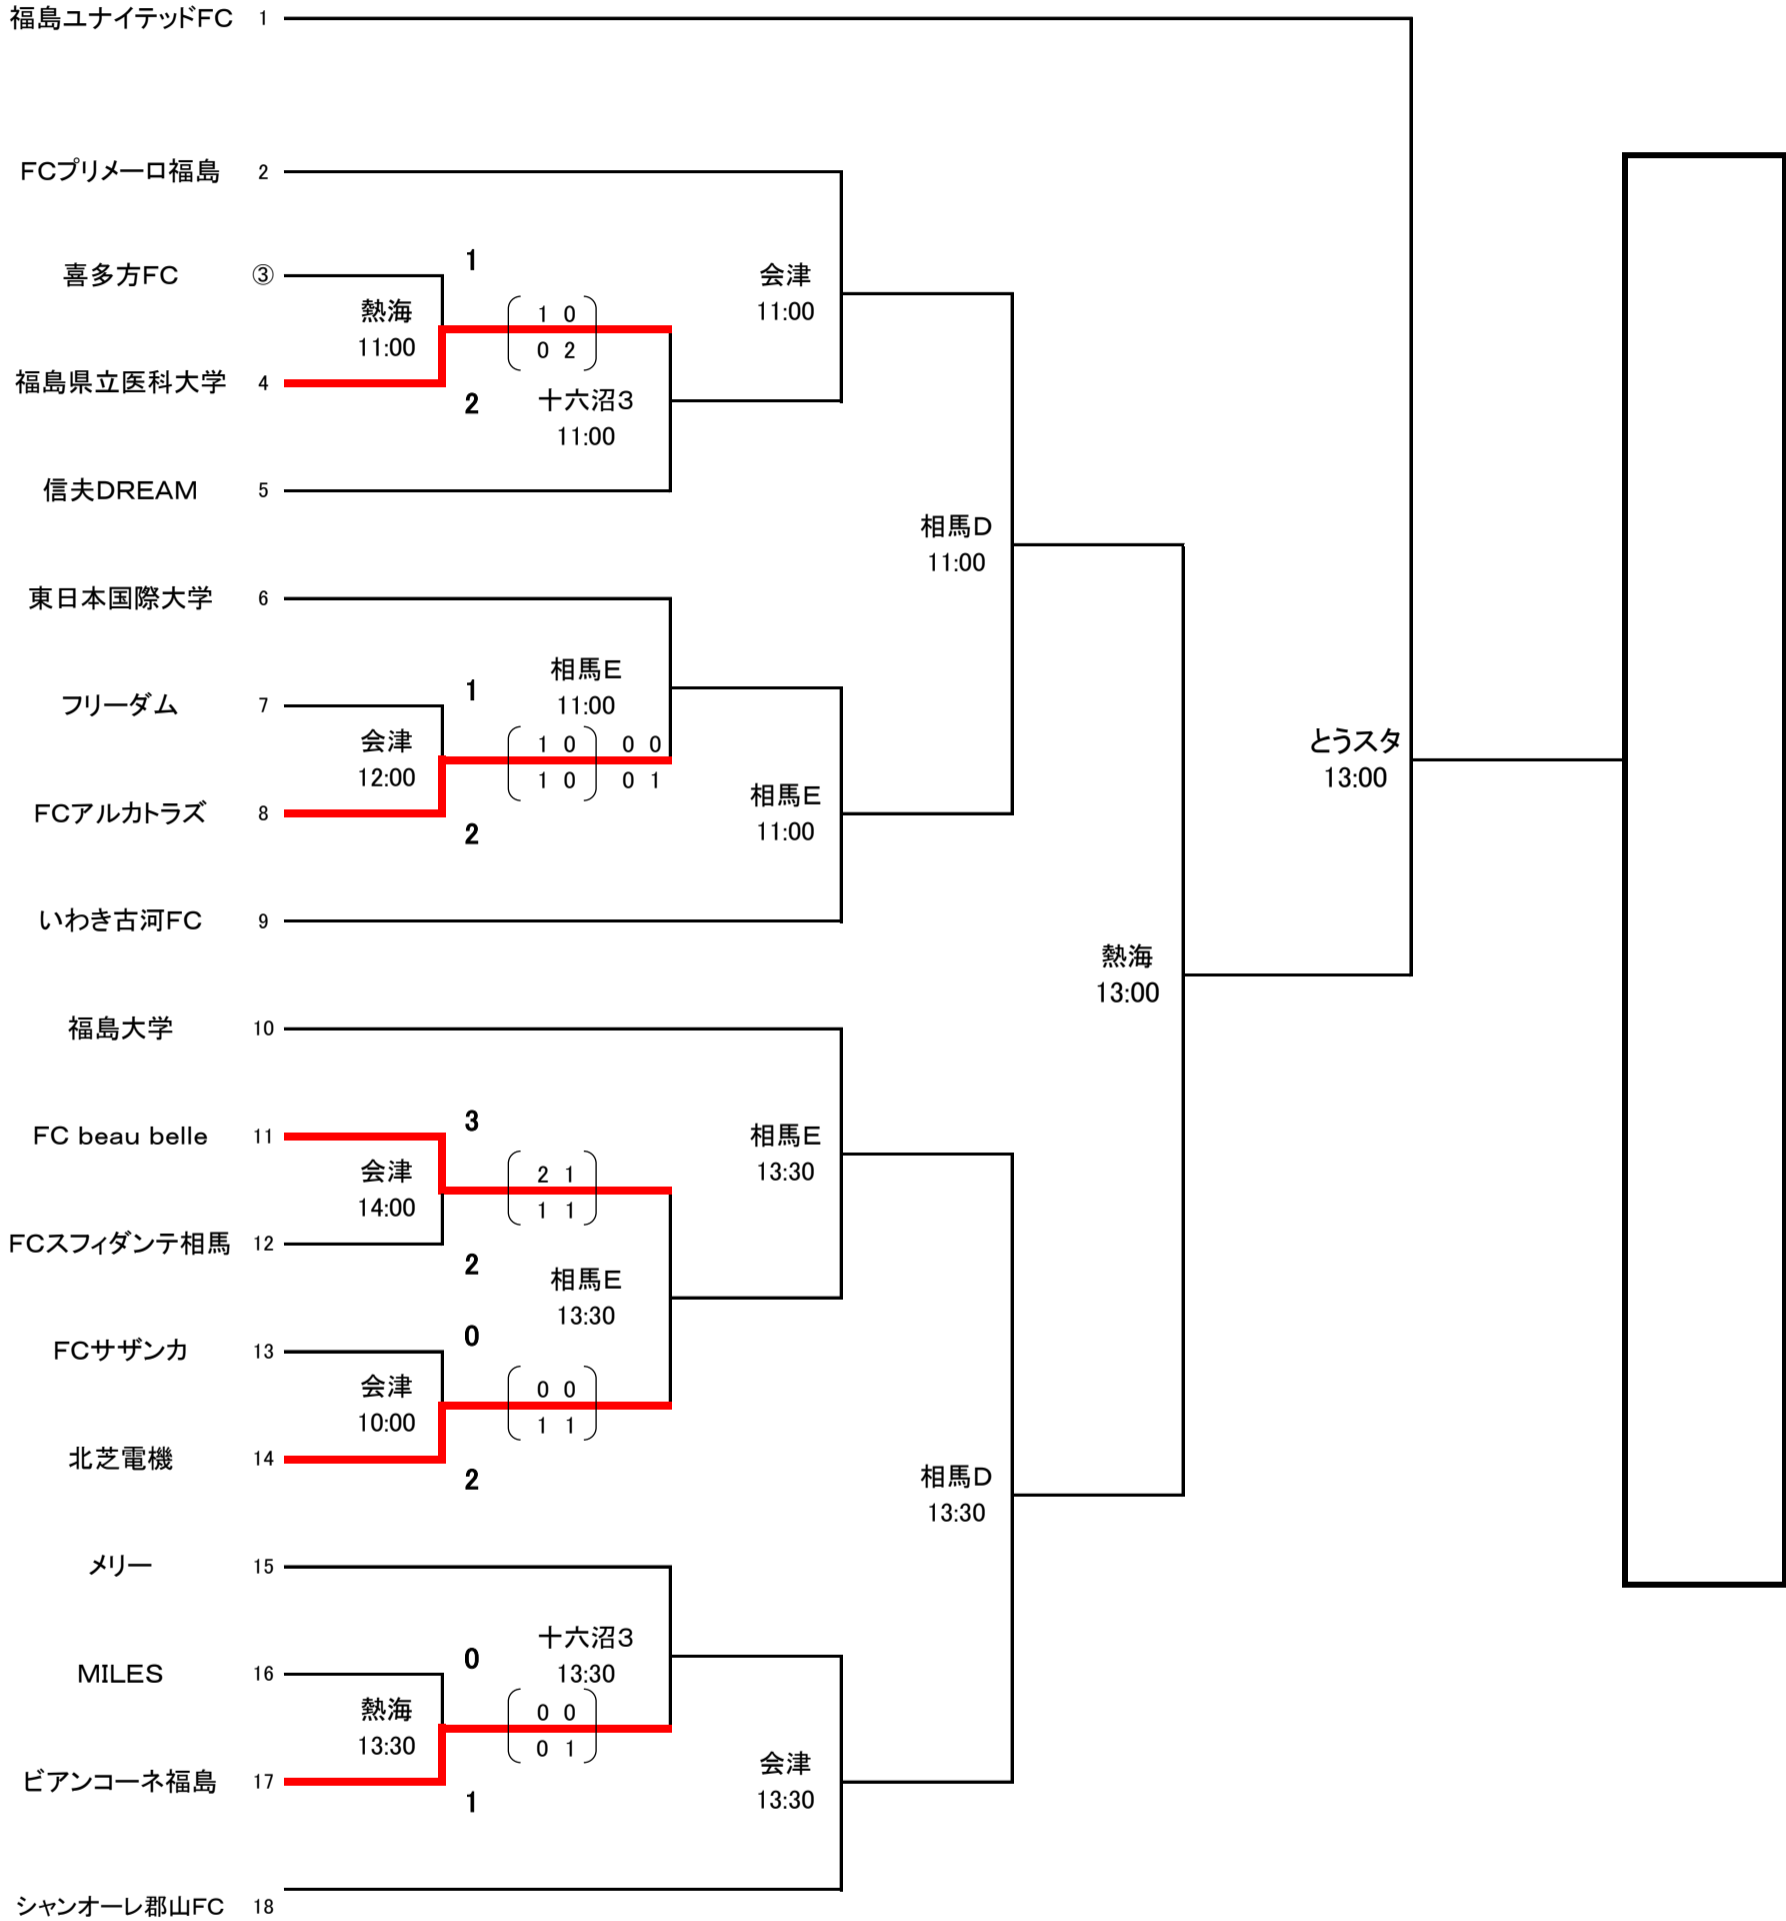 福島ユナイテッドFC 1
FCプリメーロ福島 2
喜多方FC ③
1
熱海
11:00
1 0
0 2
会津
11:00
福島県立医科大学 4
2
十六沼3
11:00
信夫DREAM 5
相馬D
11:00
東日本国際大学 6
相馬E
11:00
フリーダム 7
1
会津
12:00
1 0 0 0
1 0 0 1
とうスタ
13:00
FCアルカトラズ 8
2
相馬E
11:00
いわき古河FC 9
熱海
13:00
福島大学 10
FC beau belle 11
3
相馬E
13:30
会津
14:00
2 1
1 1
FCスフィダンテ相馬 12
2
相馬E
13:30
0
FCサザンカ 13
会津
10:00
0 0
1 1
北芝電機 14
2
相馬D
13:30
メリー 15
十六沼3
13:30
MILES 16
0
熱海
13:30
0 0
0 1
ビアンコーネ福島 17
1
会津
13:30
シャンオーレ郡山FC 18